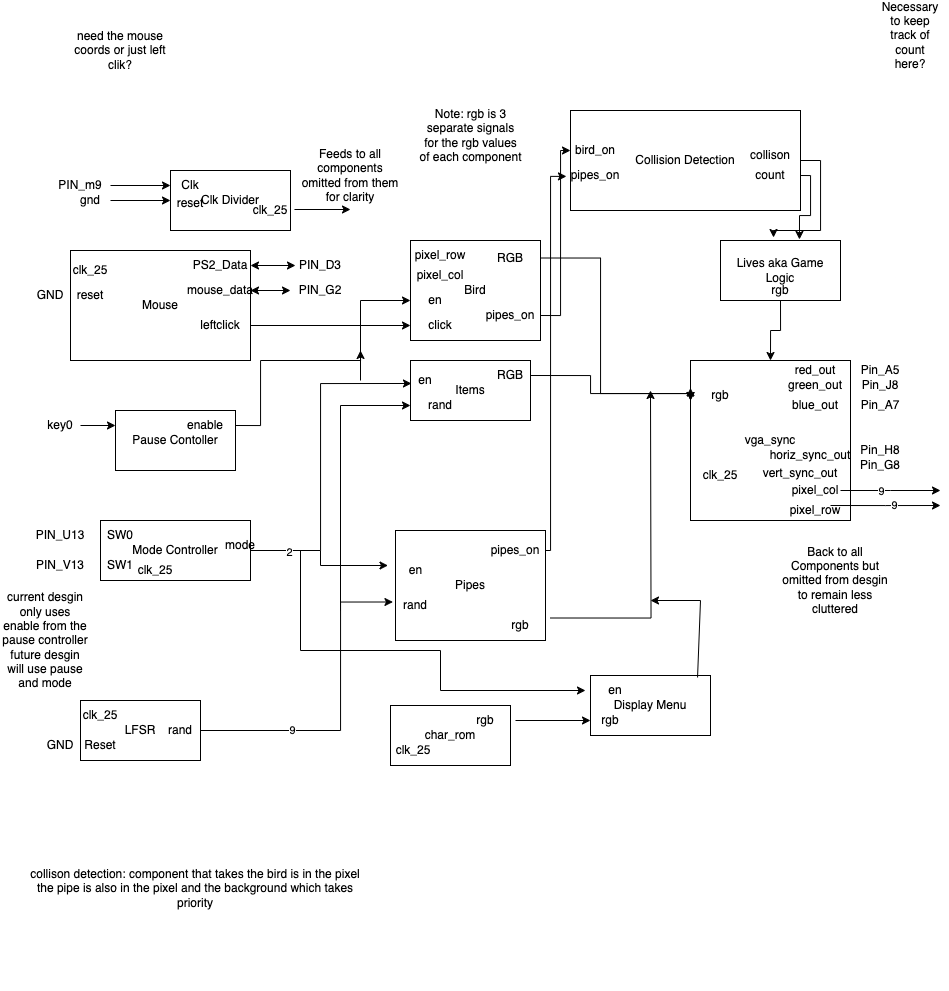 need the mouse
coords or just left
clik?
Necessary
to keep
track of
count
here?
Note: rgb is 3
separate signals
for the rgb values
of each component
Feeds to all
components
omitted from them
for clarity
PIN_m9
gnd
Clk
reset
Clk Divider
clk_25
bird_on
pipes_on
Collision Detection
collison
count
clk_25
GND
reset
Mouse
PS2_Data
PIN_D3
mouse_data
PIN_G2
leftclick
pixel_row
RGB
pixel_col
Bird
en
pipes_on
click
Lives aka Game
Logic
rgb
key0
enable
Pause Contoller
en
RGB
Items
rand
rgb
red_out
Pin_A5
green_out
Pin_J8
blue_out
Pin_A7
vga_sync
horiz_sync_out
Pin_H8
vert_sync_out
Pin_G8
clk_25
pixel_col
9
pixel_row
9
PIN_U13
SW0
Mode Controller
mode
2
PIN_V13
SW1
clk_25
pipes_on
en
Pipes
rand
rgb
Back to all
Components but
omitted from desgin
to remain less
cluttered
current desgin
only uses
enable from the
pause controller
future desgin
will use pause
and mode
clk_25
LFSR
rand
9
GND
Reset
rgb
char_rom
clk_25
en
Display Menu
rgb
collison detection: component that takes the bird is in the pixel
the pipe is also in the pixel and the background which takes
priority